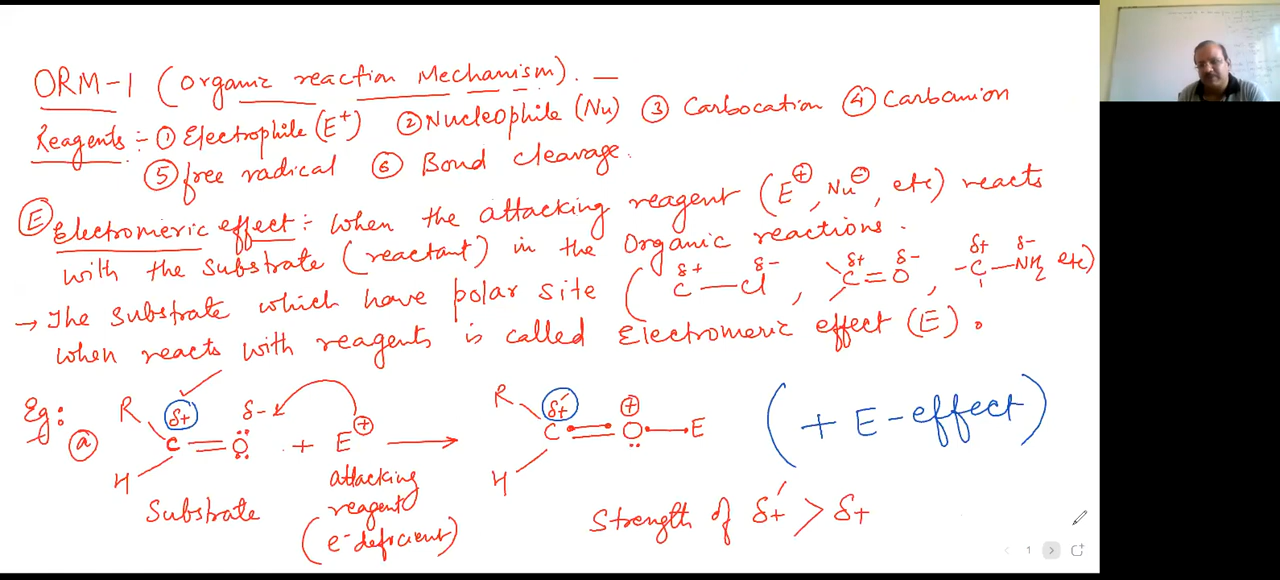 ORM-1 (Organic reaction Mechanism). —
Reagents :- ① Electrophile (E+) ② Nucleophile (Nu) ③ Carbocation ④ Carbanion
⑤ free radical ⑥ Bond cleavage.
Ⓔ Electromeric effect :- When the attacking reagent (E⊕, Nu⊖, etc) reacts
with the substrate (reactant) in the Organic reactions.
→ The substrate which have polar site ( δ+ C — δ- Cl, δ+ C = δ- O, δ+ -C — δ- NH2 etc)
when reacts with reagents is called Electromeric effect (E).
Eg: ⓐ R H δ+ C = δ- O + E⊕ → R H δ+′ C = O⊕ — E (+ E-effect)
Substrate attacking reagent (e- deficient)
Strength of δ+′ > δ+
1